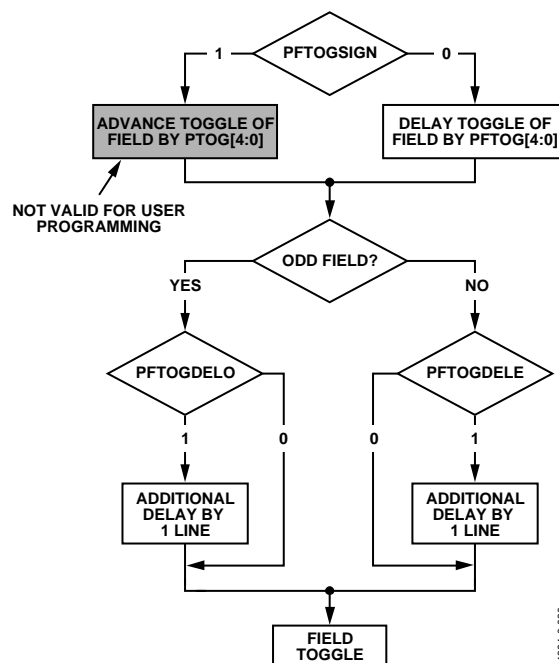 PFTOGSIGN
1
0
ADVANCE TOGGLE OF
FIELD BY PTOG[4:0]
DELAY TOGGLE OF
FIELD BY PFTOG[4:0]
NOT VALID FOR USER
PROGRAMMING
ODD FIELD?
YES
NO
PFTOGDELO
PFTOGDELE
1
0
0
1
ADDITIONAL
DELAY BY
1 LINE
ADDITIONAL
DELAY BY
1 LINE
FIELD
TOGGLE